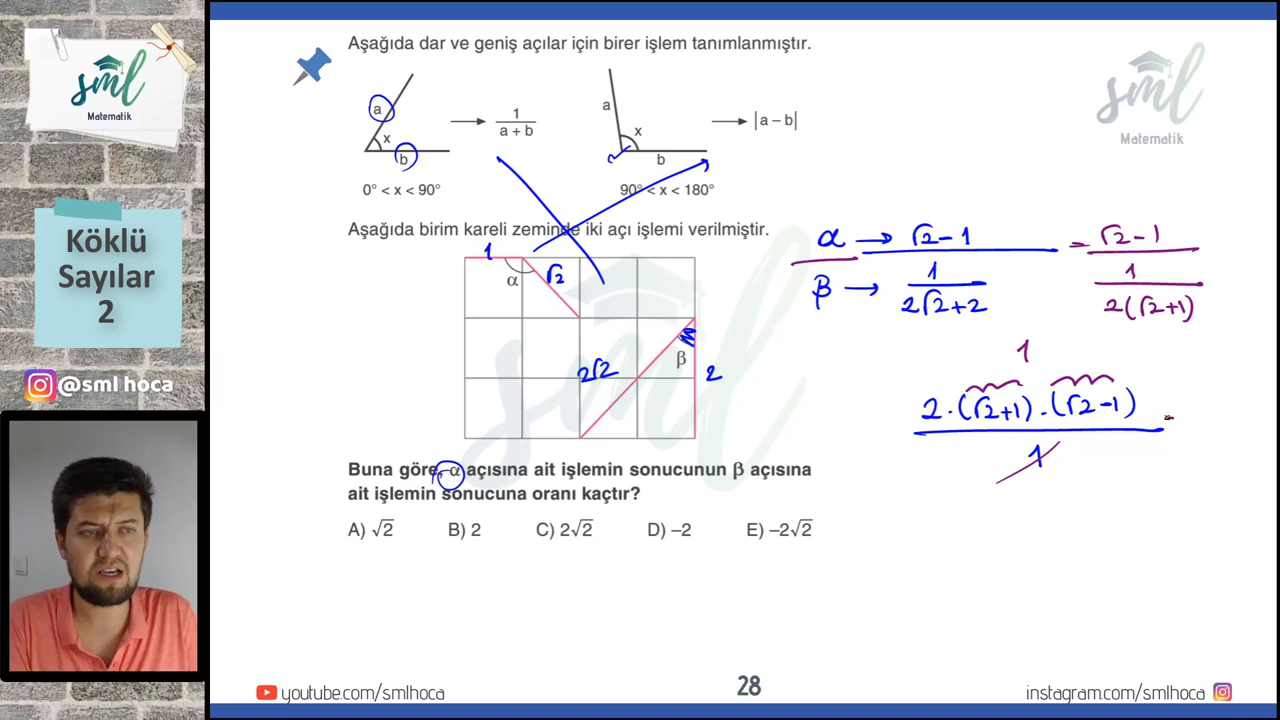 sml
Matematik
Köklü
Sayılar
2
@sml hoca
Aşağıda dar ve geniş açılar için birer işlem tanımlanmıştır.
a
x
b
1
a + b
0° < x < 90°
a
x
b
|a – b|
90° < x < 180°
sml
Matematik
Aşağıda birim kareli zeminde iki açı işlemi verilmiştir.
1
α
√2
2√2
β
2
sml
α → √2-1
β → 1
2√2+2
= √2-1
1
2(√2+1)
1
2·(√2+1)·(√2-1)
1
Buna göre, α açısına ait işlemin sonucunun β açısına
ait işlemin sonucuna oranı kaçtır?
A) √2 B) 2 C) 2√2 D) –2 E) –2√2
youtube.com/smlhoca
28
instagram.com/smlhoca